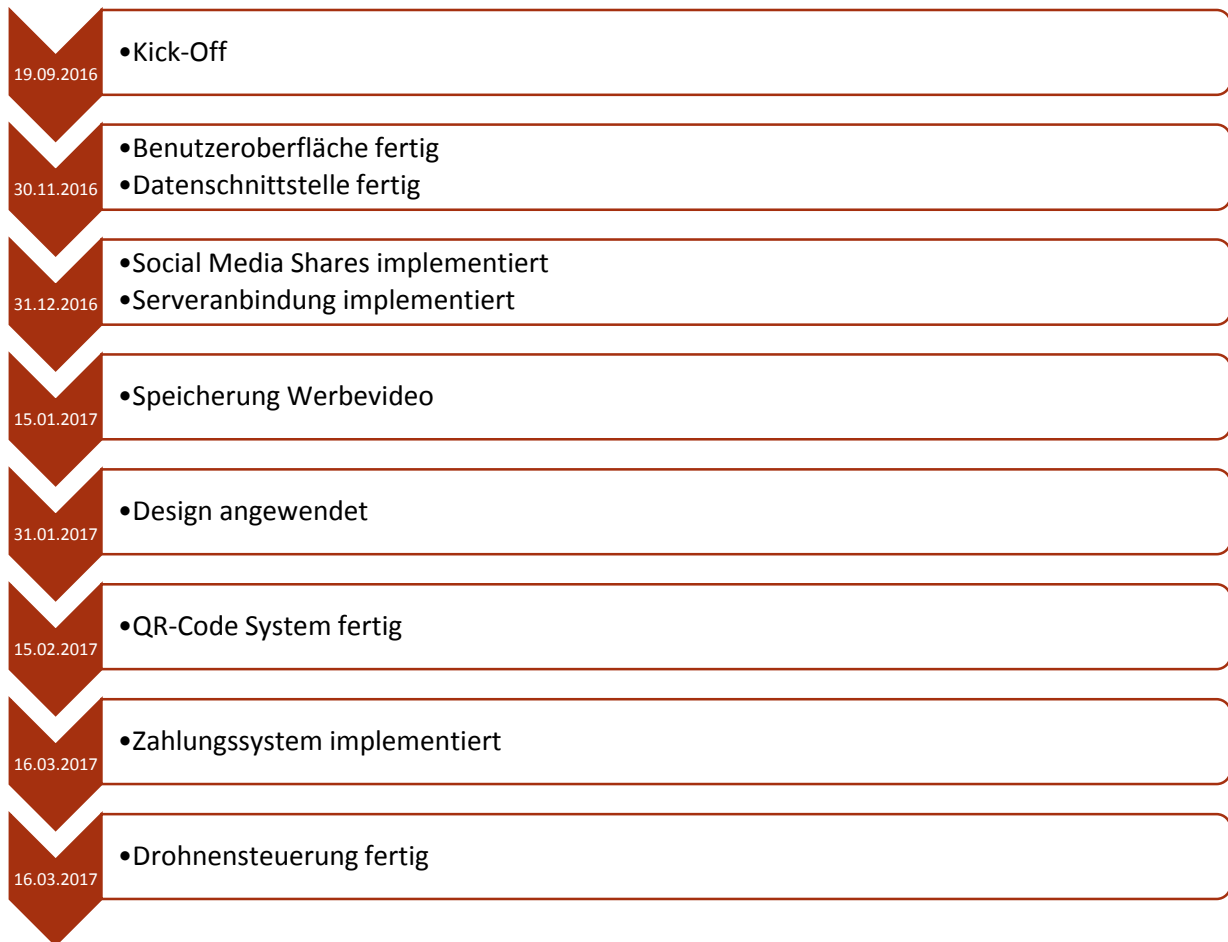 19.09.2016
•Kick-Off
30.11.2016
•Benutzeroberfläche fertig
•Datenschnittstelle fertig
31.12.2016
•Social Media Shares implementiert
•Serveranbindung implementiert
15.01.2017
•Speicherung Werbevideo
31.01.2017
•Design angewendet
15.02.2017
•QR-Code System fertig
16.03.2017
•Zahlungssystem implementiert
16.03.2017
•Drohnensteuerung fertig